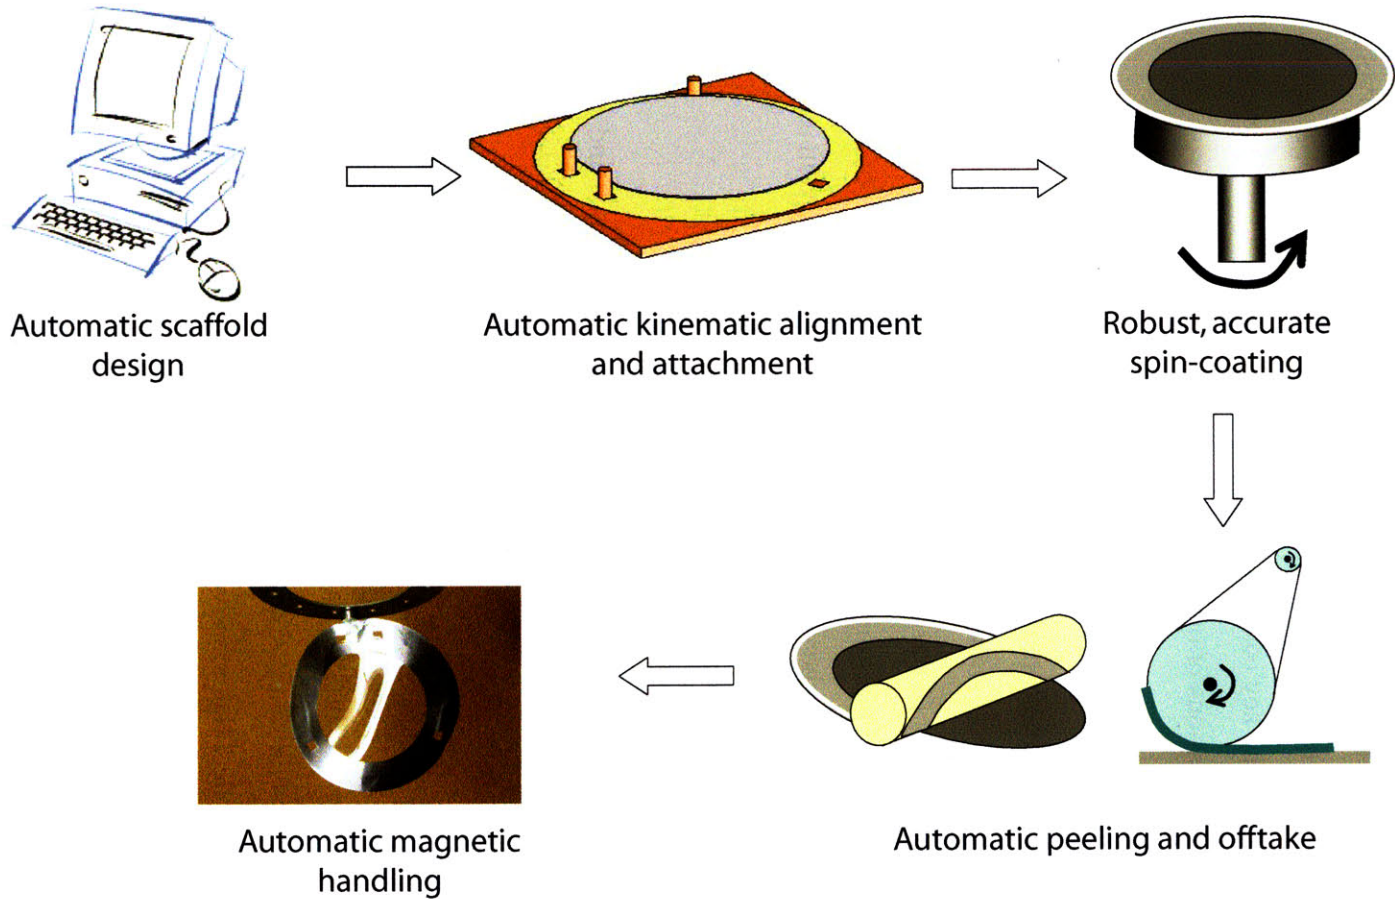 Automatic scaffold
design
Automatic kinematic alignment
and attachment
Robust, accurate
spin-coating
Automatic peeling and offtake
Automatic magnetic
handling